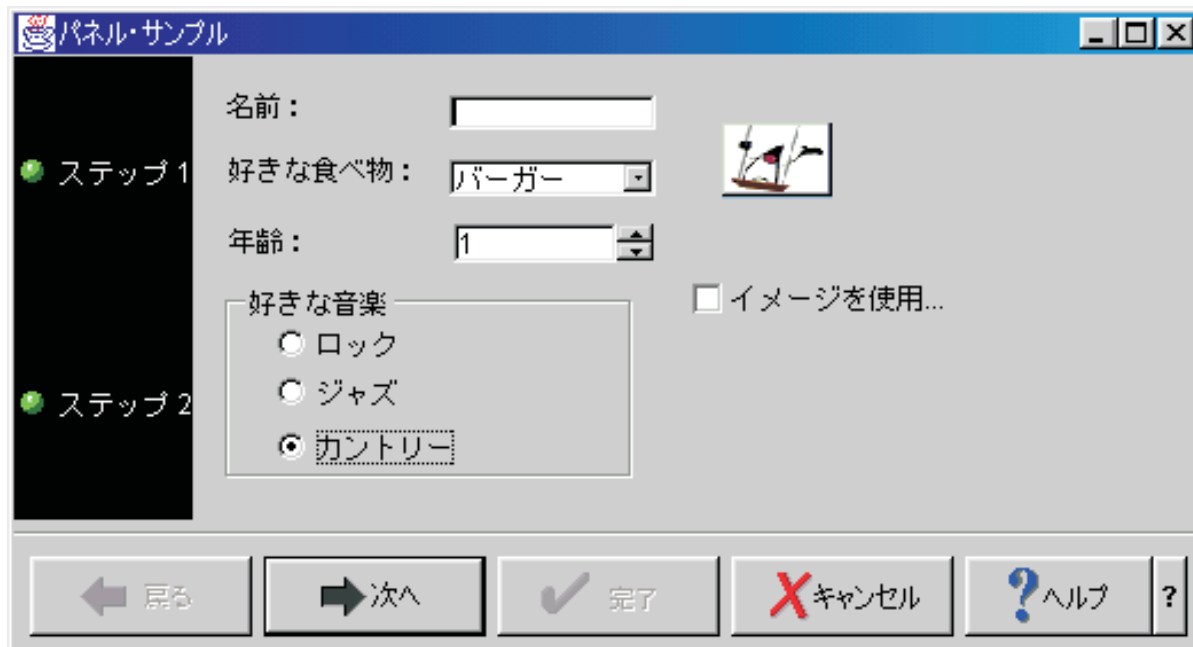 パネル・サンプル
ステップ 1
ステップ 2
名前：
好きな食べ物： バーガー
年齢： 1
好きな音楽
ロック
ジャズ
カントリー
イメージを使用...
戻る 次へ 完了 キャンセル ヘルプ ?